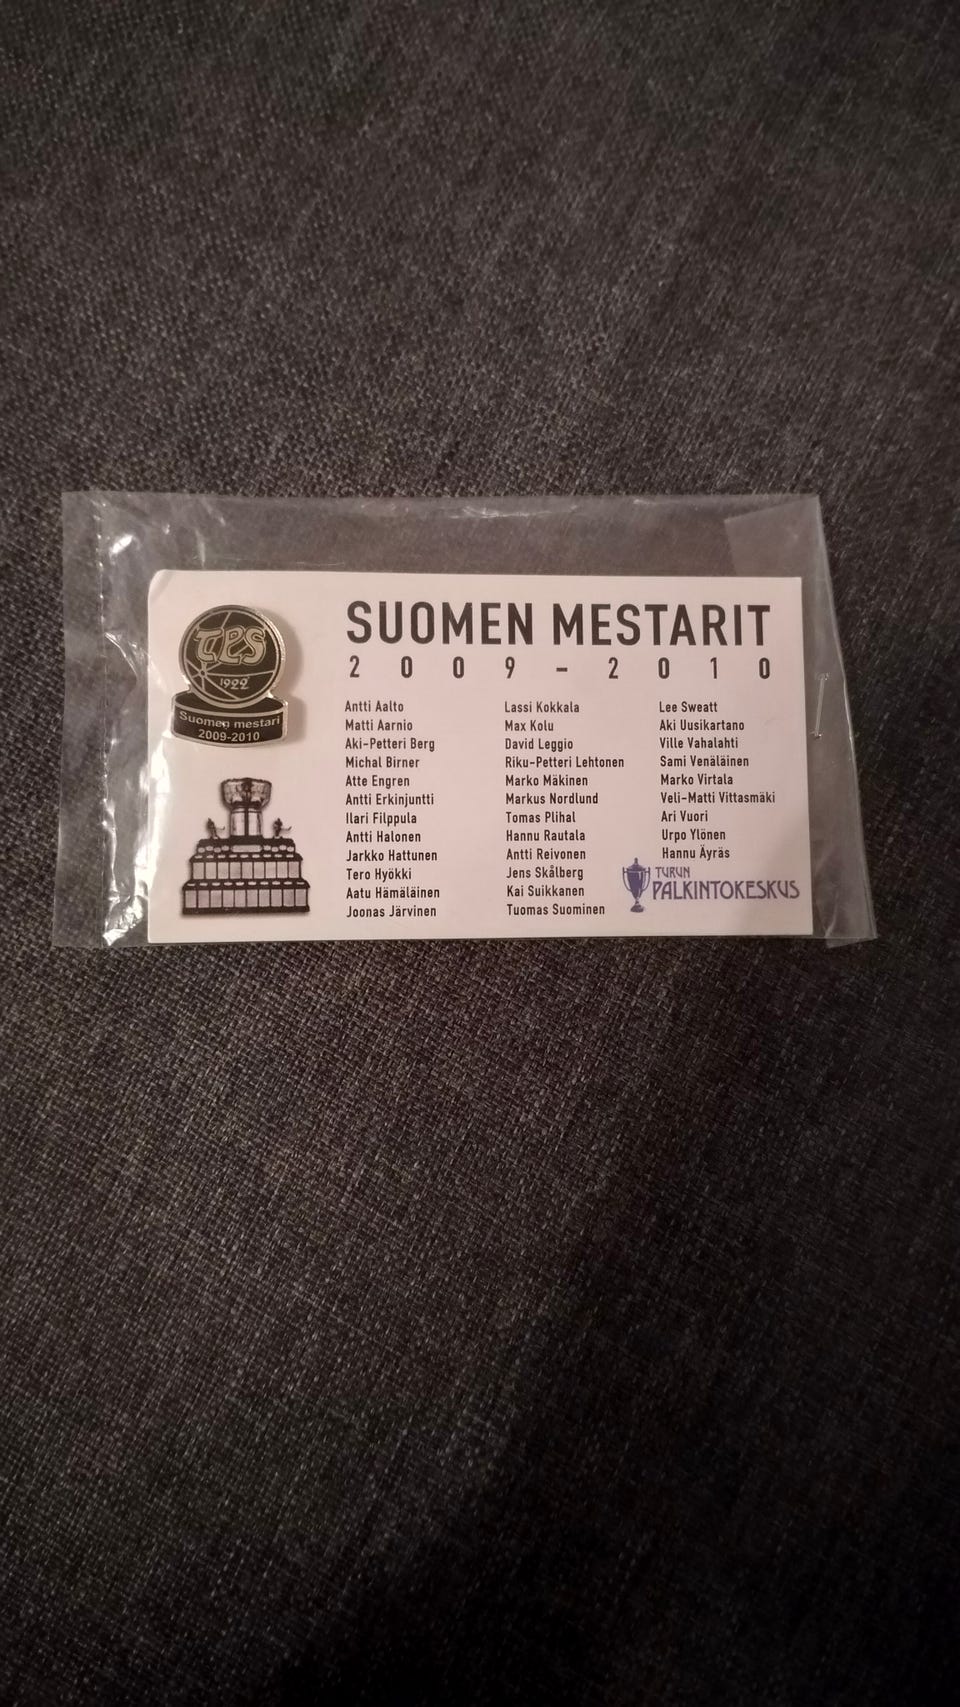 TPS
1922
Suomen mestari
2009-2010
SUOMEN MESTARIT
2009-2010
Antti Aalto
Matti Aarnio
Aki-Petteri Berg
Michal Birner
Atte Engren
Antti Erkinjuntti
Ilari Filppula
Antti Halonen
Jarkko Hattunen
Tero Hyökki
Aatu Hämäläinen
Joonas Järvinen
Lassi Kokkala
Max Kolu
David Leggio
Riku-Petteri Lehtonen
Marko Mäkinen
Markus Nordlund
Tomas Plihal
Hannu Rautala
Antti Reivonen
Jens Skålberg
Kai Suikkanen
Tuomas Suominen
Lee Sweatt
Aki Uusikartano
Ville Vahalahti
Sami Venäläinen
Marko Virtala
Veli-Matti Vittasmäki
Ari Vuori
Urpo Ylönen
Hannu Äyräs
TURUN
PALKINTOKESKUS